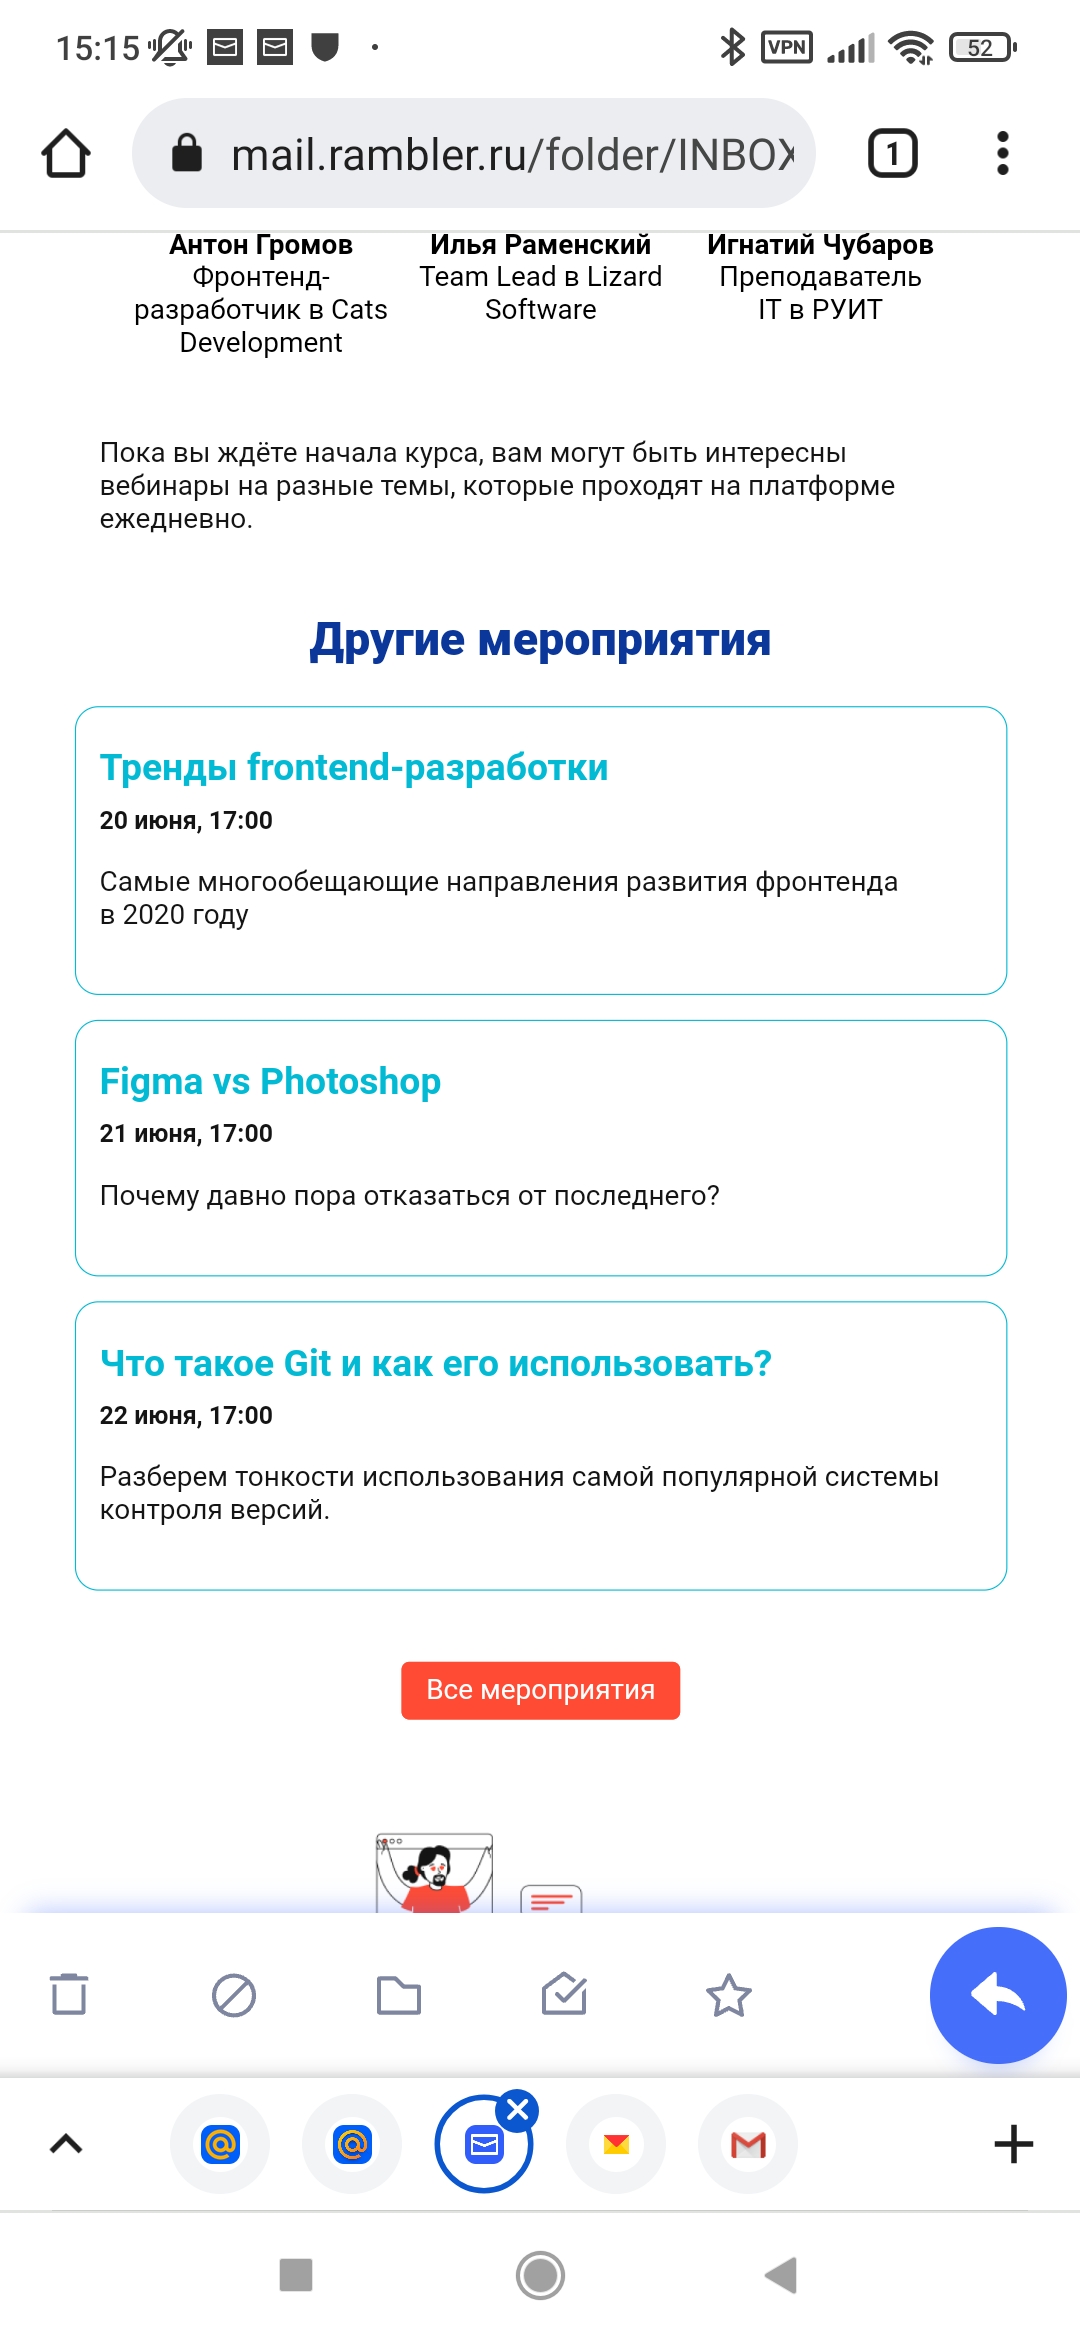 15:15
VPN
52
mail.rambler.ru/folder/INBOX
1
Антон Громов
Фронтенд-
разработчик в Cats
Development
Илья Раменский
Team Lead в Lizard
Software
Игнатий Чубаров
Преподаватель
IT в РУИТ
Пока вы ждёте начала курса, вам могут быть интересны
вебинары на разные темы, которые проходят на платформе
ежедневно.
Другие мероприятия
Тренды frontend-разработки
20 июня, 17:00
Самые многообещающие направления развития фронтенда
в 2020 году
Figma vs Photoshop
21 июня, 17:00
Почему давно пора отказаться от последнего?
Что такое Git и как его использовать?
22 июня, 17:00
Разберем тонкости использования самой популярной системы
контроля версий.
Все мероприятия